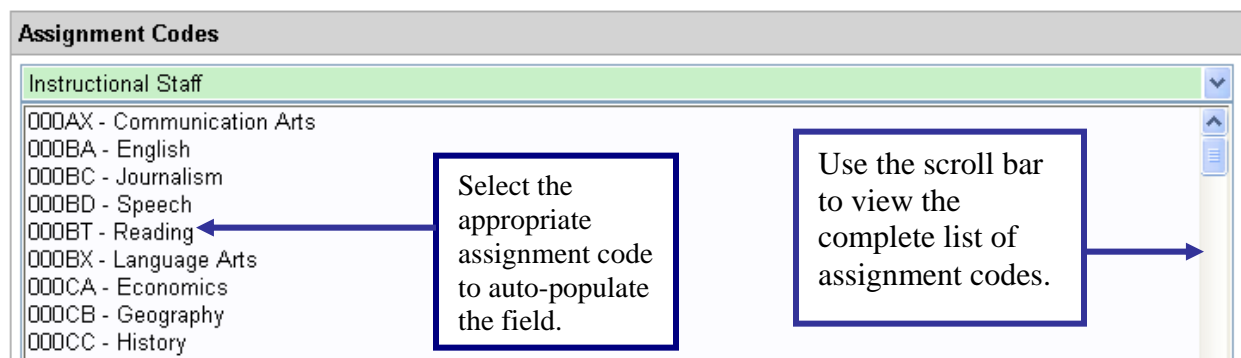 Assignment Codes
Instructional Staff
000AX - Communication Arts
000BA - English
000BC - Journalism
000BD - Speech
000BT - Reading
000BX - Language Arts
000CA - Economics
000CB - Geography
000CC - History
Select the
appropriate
assignment code
to auto-populate
the field.
Use the scroll bar
to view the
complete list of
assignment codes.